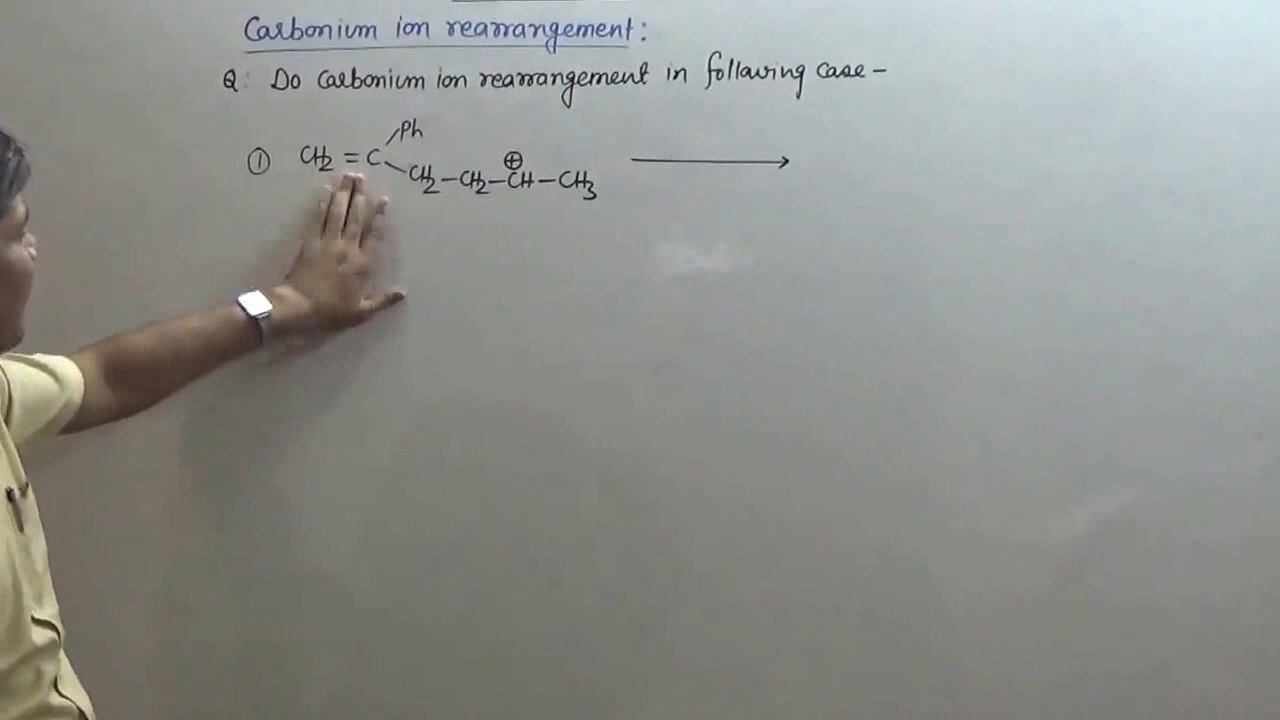 Carbonium ion rearrangement:
Q: Do Carbonium ion rearrangement in following case -
Ph
① CH2 = C
CH2-CH2-CH-CH3
⊕